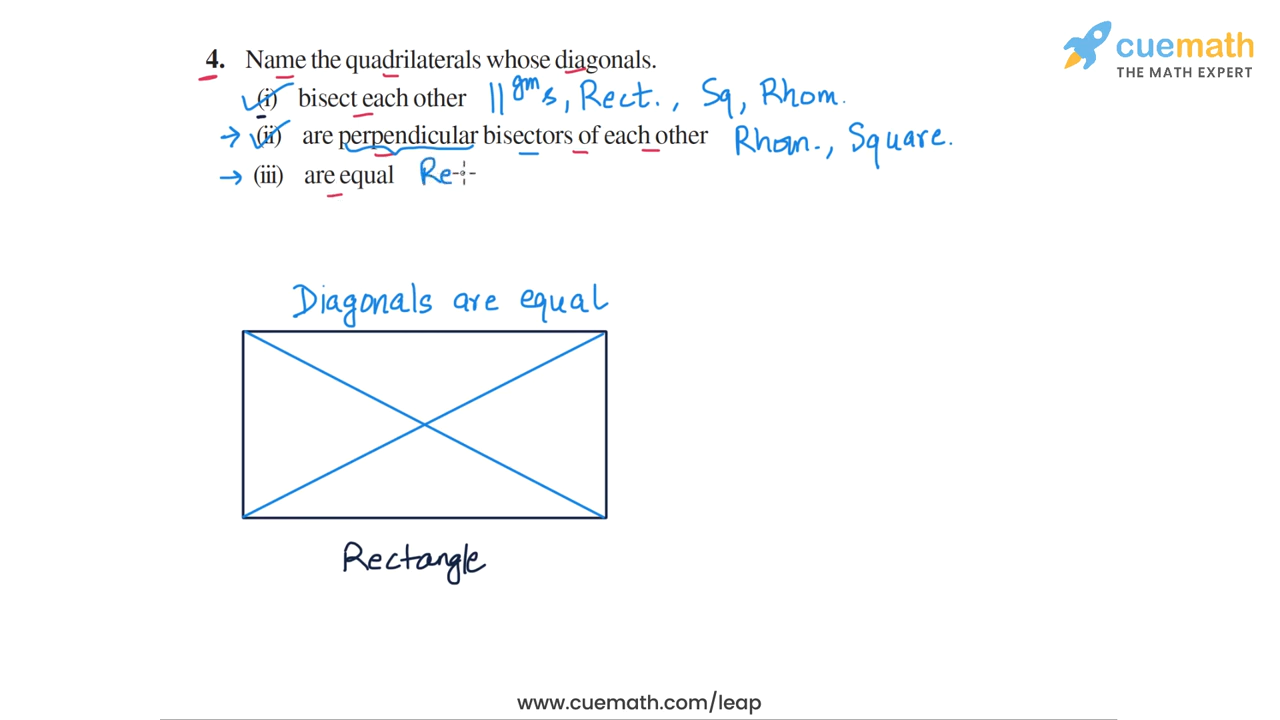 cuemath
THE MATH EXPERT
4. Name the quadrilaterals whose diagonals.
(i) bisect each other ||gms, Rect., Sq, Rhom.
→ (ii) are perpendicular bisectors of each other Rhom., Square.
→ (iii) are equal Re
Diagonals are equal
Rectangle
www.cuemath.com/leap